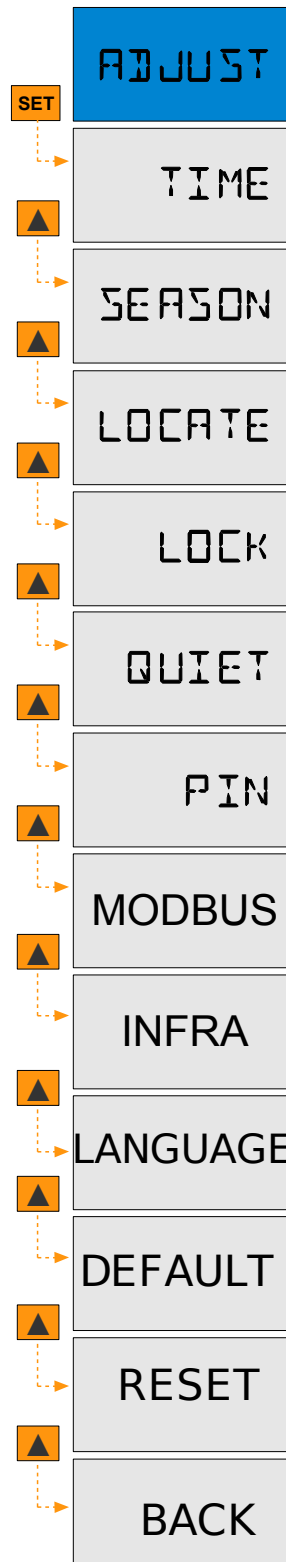 ADJUST
SET
TIME
SEASON
LOCATE
LOCK
QUIET
PIN
MODBUS
INFRA
LANGUAGE
DEFAULT
RESET
BACK